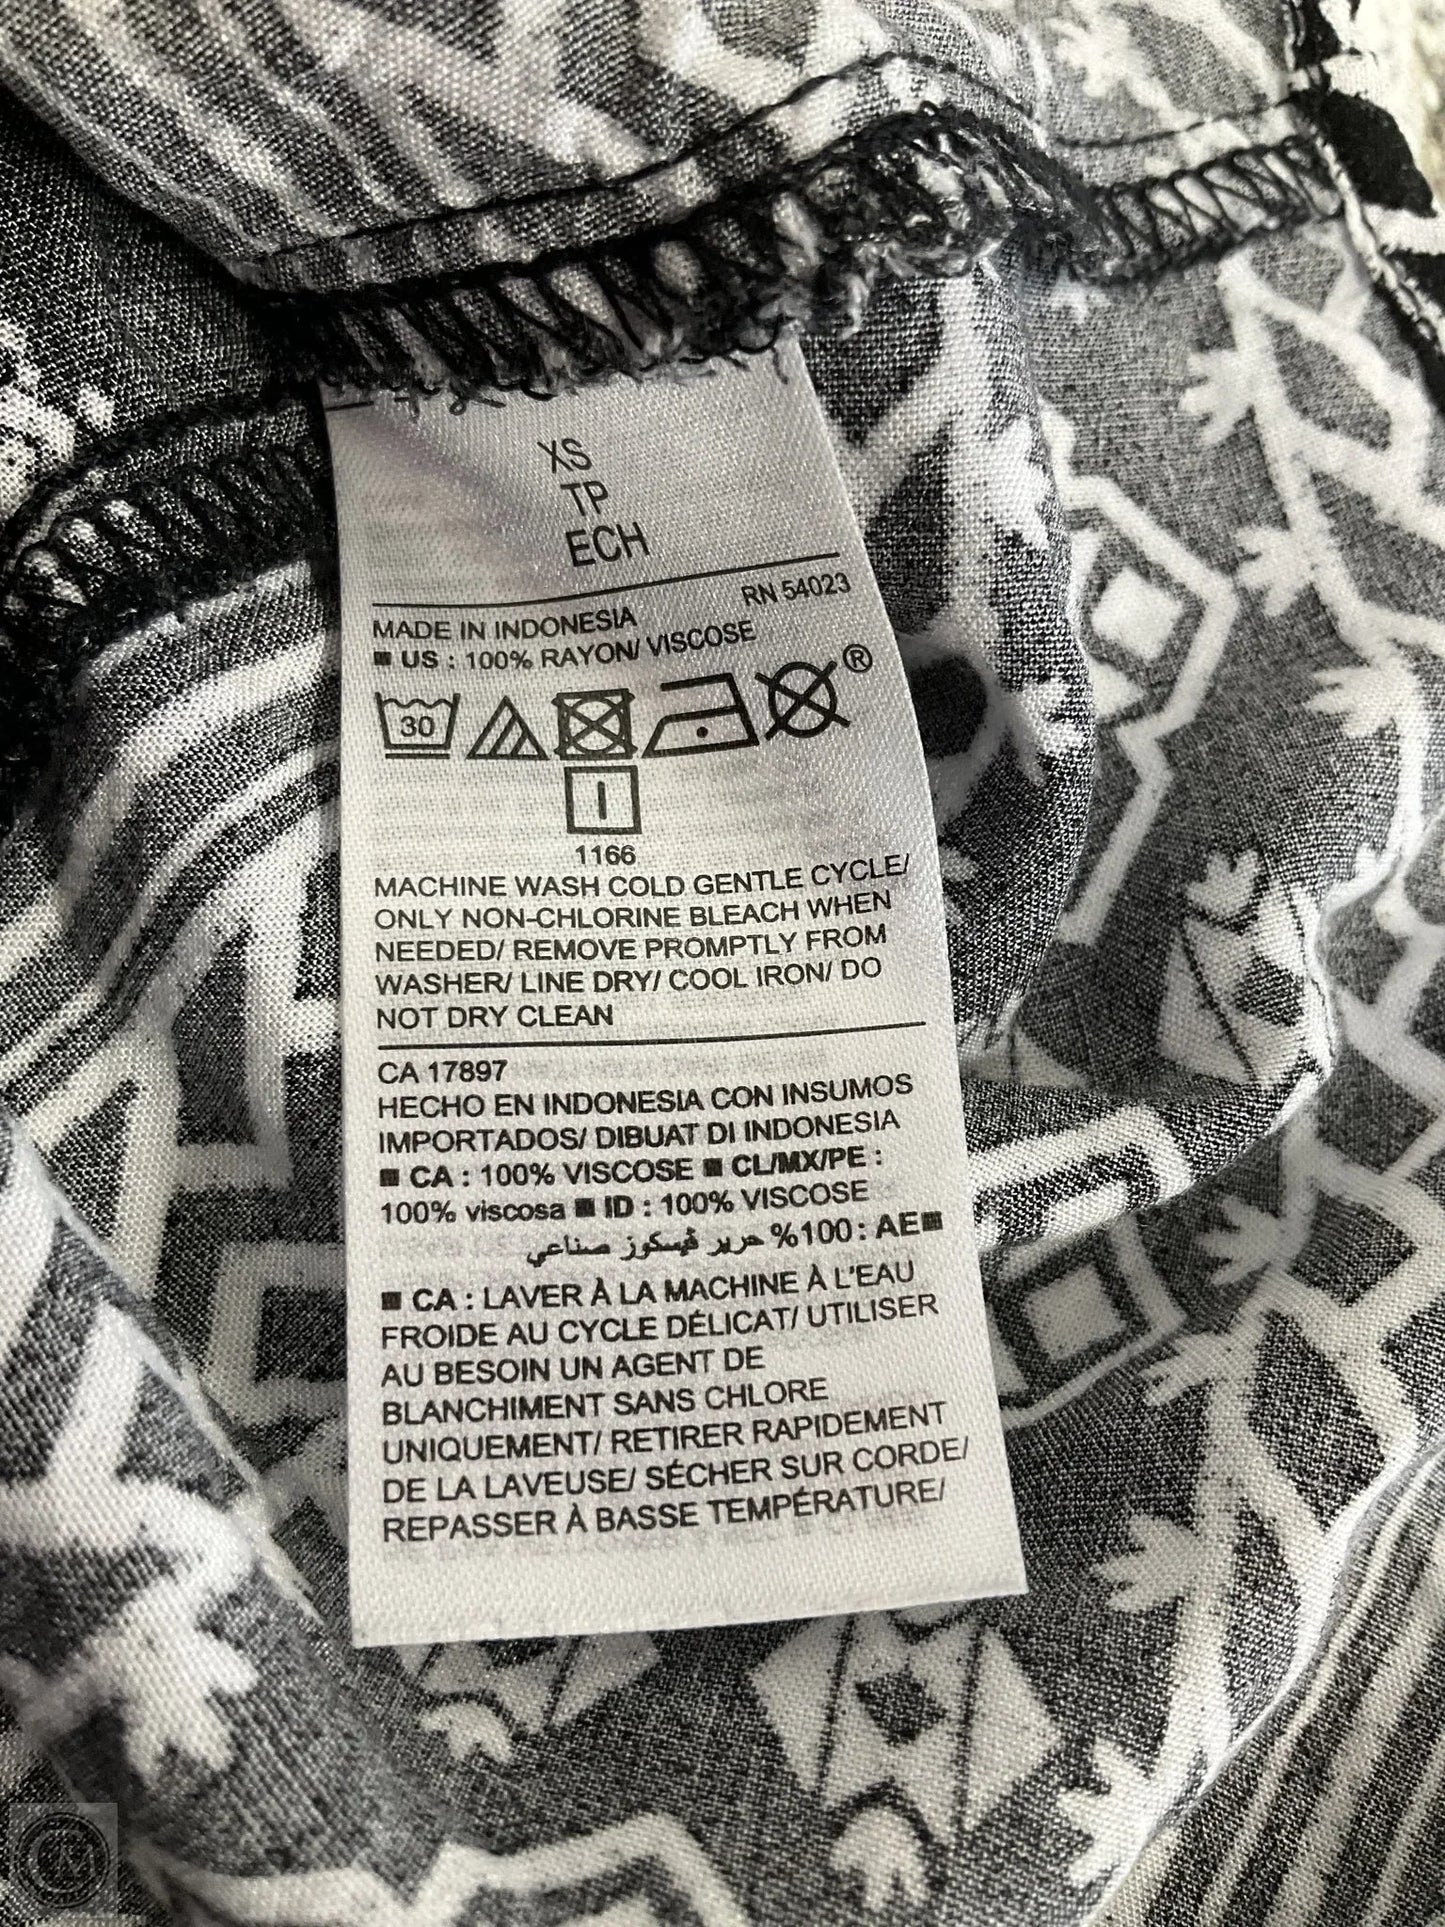 XS
TP
ECH
RN 54023
MADE IN INDONESIA
■ US : 100% RAYON/ VISCOSE
®
30
1166
MACHINE WASH COLD GENTLE CYCLE/
ONLY NON-CHLORINE BLEACH WHEN
NEEDED/ REMOVE PROMPTLY FROM
WASHER/ LINE DRY/ COOL IRON/ DO
NOT DRY CLEAN
CA 17897
HECHO EN INDONESIA CON INSUMOS
IMPORTADOS/ DIBUAT DI INDONESIA
■ CA : 100% VISCOSE ■ CL/MX/PE :
100% viscosa ■ ID : 100% VISCOSE
■AE : 100% حرير ڤيسكوز صناعي
■ CA : LAVER À LA MACHINE À L'EAU
FROIDE AU CYCLE DÉLICAT/ UTILISER
AU BESOIN UN AGENT DE
BLANCHIMENT SANS CHLORE
UNIQUEMENT/ RETIRER RAPIDEMENT
DE LA LAVEUSE/ SÉCHER SUR CORDE/
REPASSER À BASSE TEMPÉRATURE/